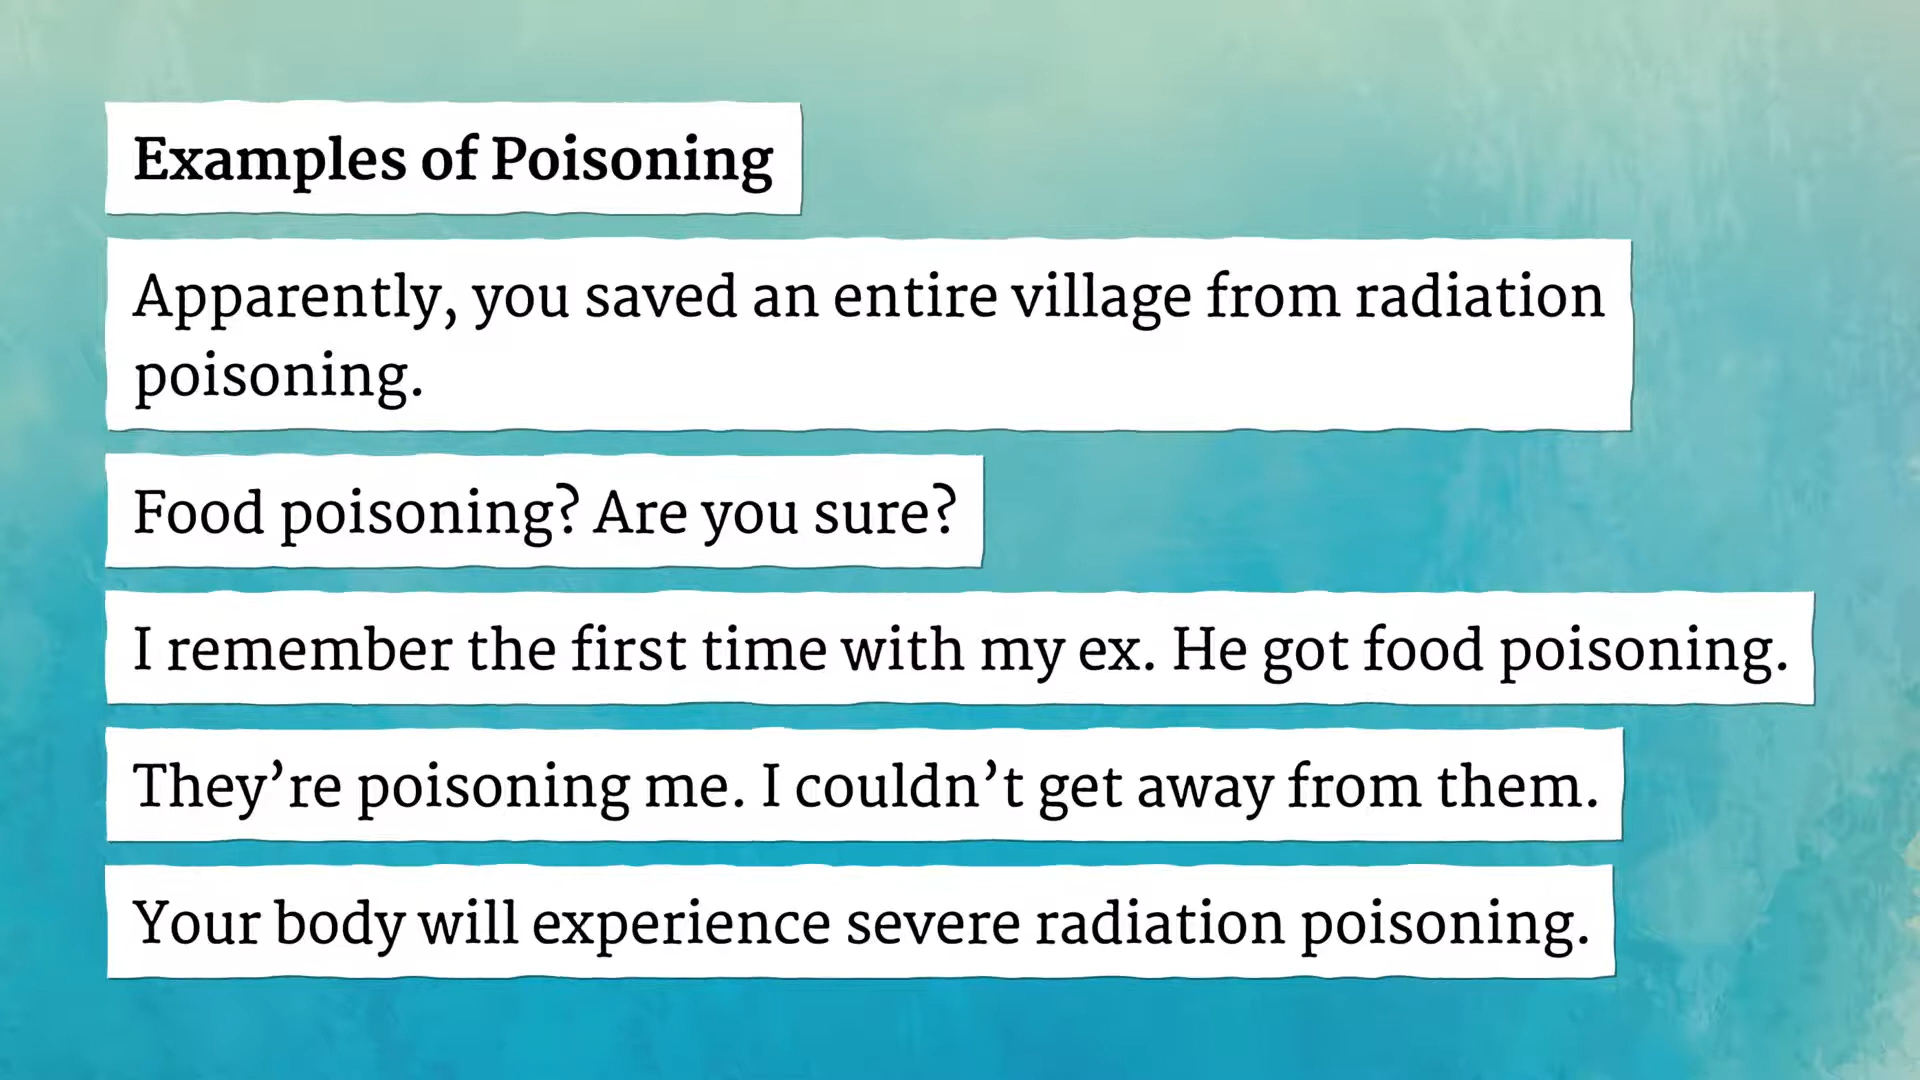 Examples of Poisoning
Apparently, you saved an entire village from radiation
poisoning.
Food poisoning? Are you sure?
I remember the first time with my ex. He got food poisoning.
They’re poisoning me. I couldn’t get away from them.
Your body will experience severe radiation poisoning.